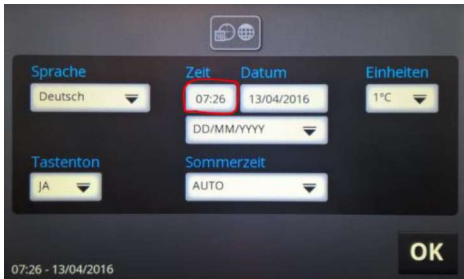 Sprache Zeit Datum Einheiten
Deutsch 07:26 13/04/2016 1°C
DD/MM/YYYY
Tastenton Sommerzeit
JA AUTO
OK
07:26 - 13/04/2016